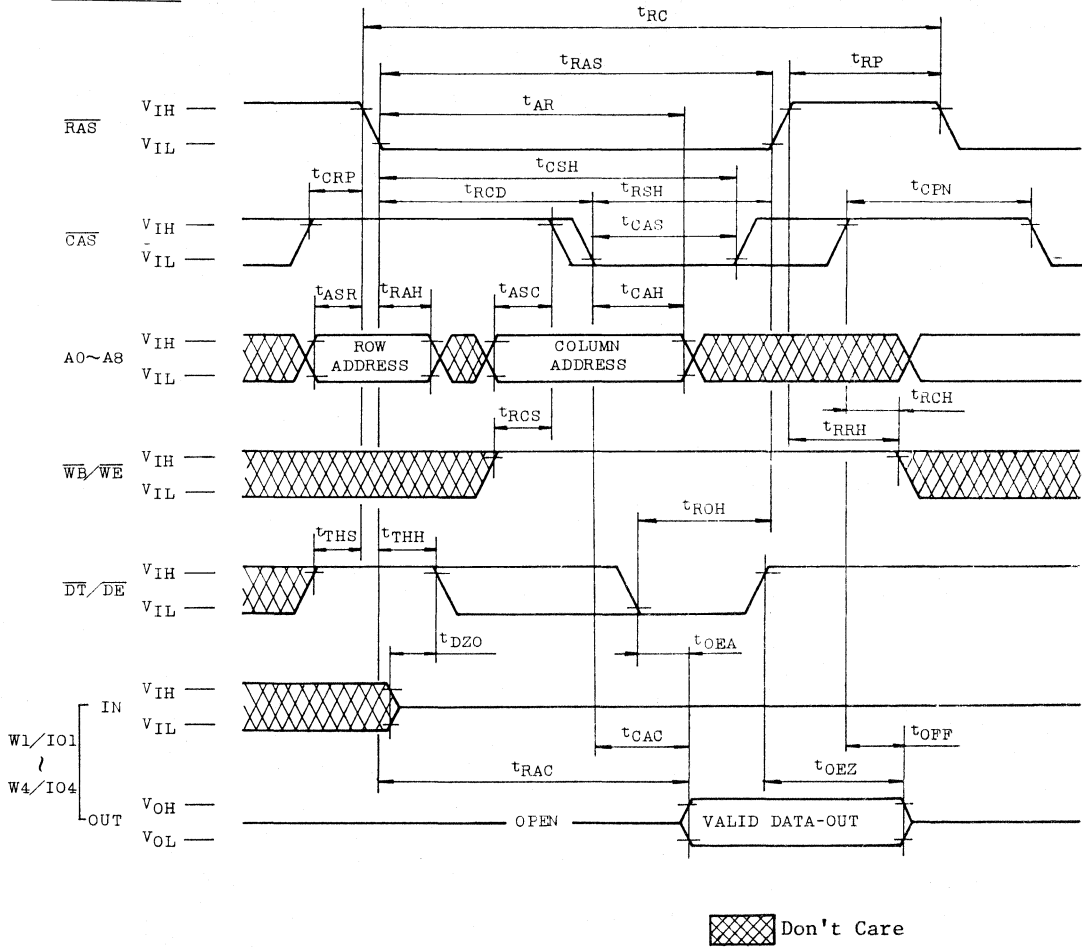 tRC
tRAS
tRP
tAR
RAS
VIH
VIL
tCSH
tCRP
tRCD
tRSH
tCPN
CAS
VIH
VIL
tCAS
tASR
tRAH
tASC
tCAH
A0~A8
VIH
VIL
ROW
ADDRESS
COLUMN
ADDRESS
tRCH
tRCS
tRRH
WB/WE
VIH
VIL
tROH
tTHS
tTHH
DT/DE
VIH
VIL
tDZO
tOEA
IN
VIH
VIL
W1/IO1
~
W4/IO4
tCAC
tOFF
tRAC
tOEZ
OUT
VOH
VOL
OPEN
VALID DATA-OUT
Don't Care